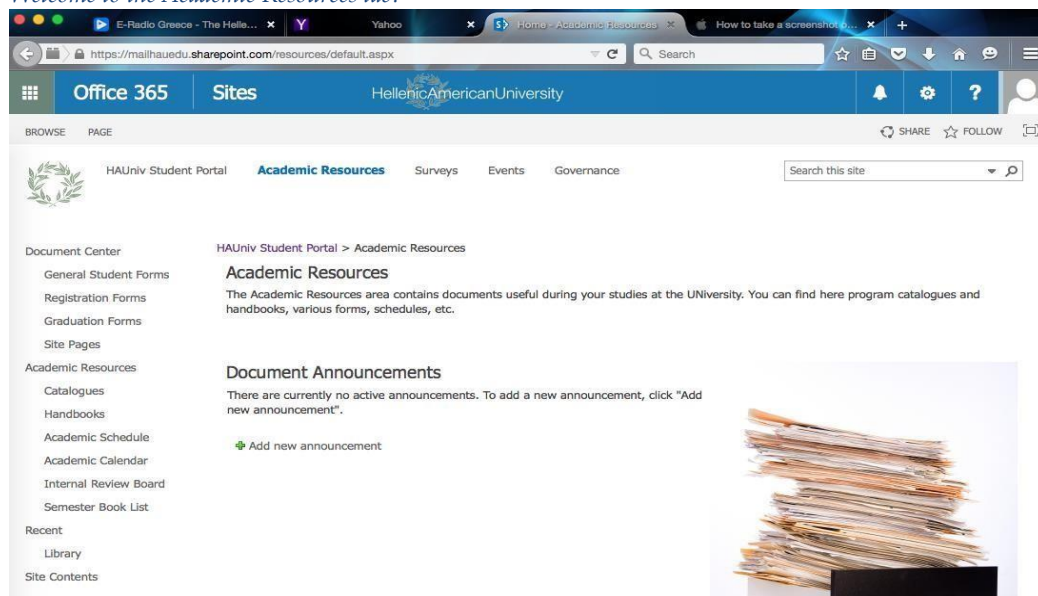 Welcome to the Academic Resources tab.
E-Radio Greece - The Helle...
Yahoo
Home - Academic Resources
How to take a screenshot o...
https://mailhauedu.sharepoint.com/resources/default.aspx
Search
Office 365
Sites
HellenicAmericanUniversity
?
BROWSE
PAGE
SHARE
FOLLOW
HAUniv Student Portal
Academic Resources
Surveys
Events
Governance
Search this site
Document Center
General Student Forms
Registration Forms
Graduation Forms
Site Pages
Academic Resources
Catalogues
Handbooks
Academic Schedule
Academic Calendar
Internal Review Board
Semester Book List
Recent
Library
Site Contents
HAUniv Student Portal > Academic Resources
Academic Resources
The Academic Resources area contains documents useful during your studies at the UNiversity. You can find here program catalogues and
handbooks, various forms, schedules, etc.
Document Announcements
There are currently no active announcements. To add a new announcement, click "Add
new announcement".
Add new announcement